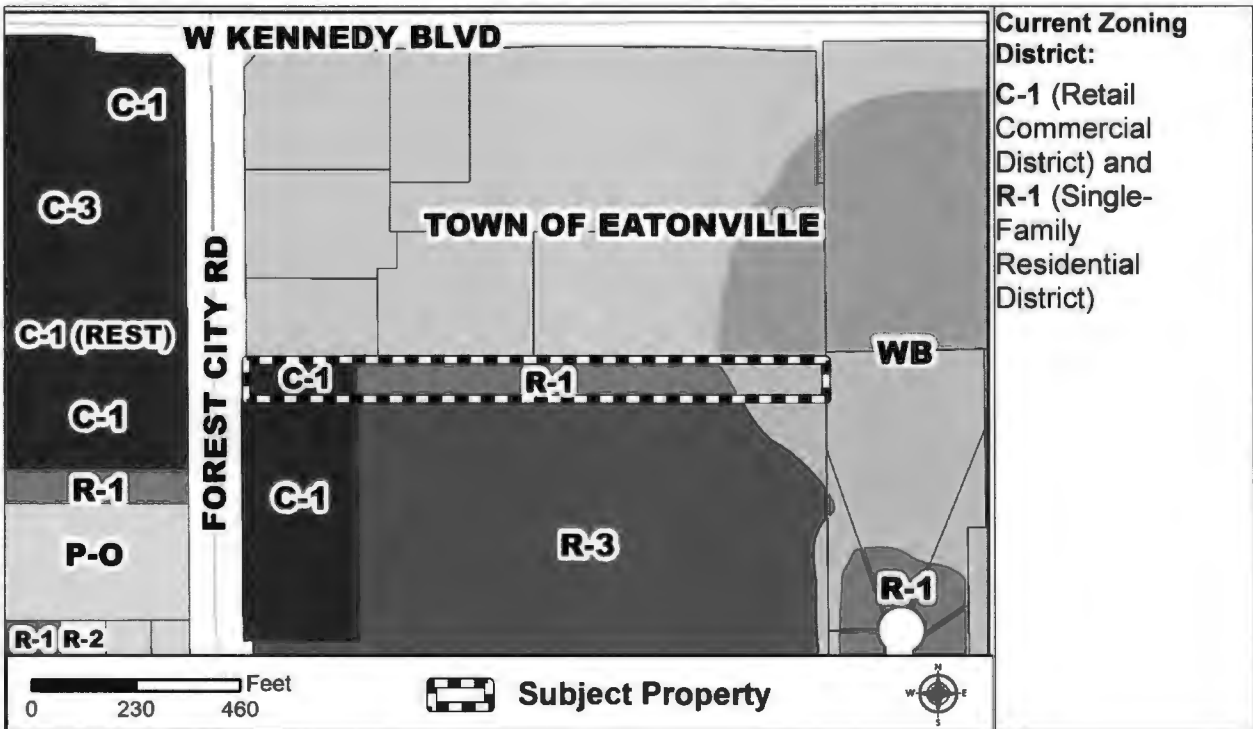 W KENNEDY BLVD
C-1
C-3
C-1 (REST)
C-1
R-1
P-O
R-1 R-2
FOREST CITY RD
TOWN OF EATONVILLE
C-1
R-1
WB
C-1
R-3
R-1
Current Zoning
District:
C-1 (Retail
Commercial
District) and
R-1 (Single-
Family
Residential
District)
Feet
0 230 460
Subject Property
N
W E
S